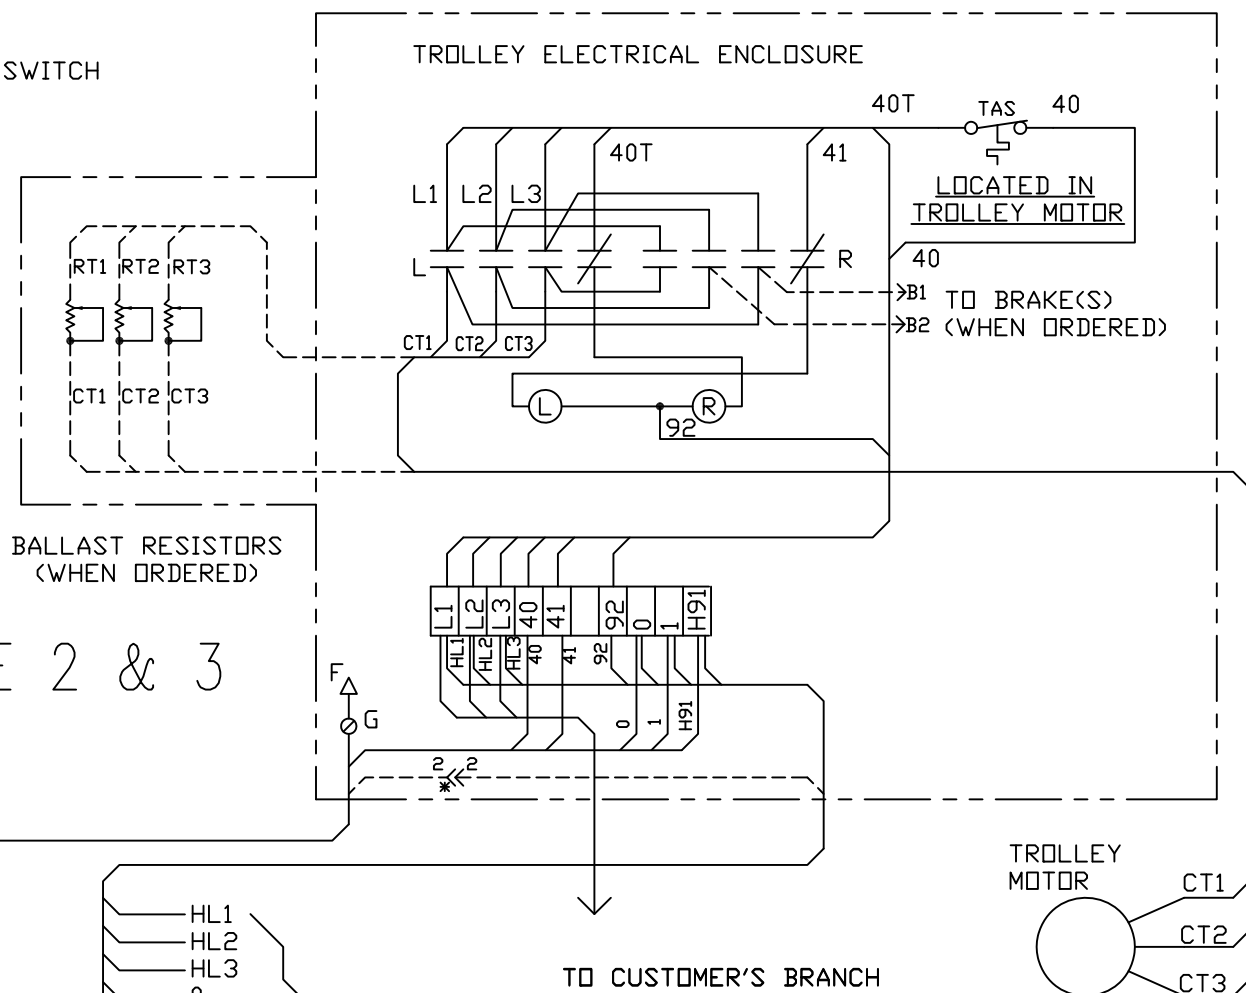 SWITCH
TROLLEY ELECTRICAL ENCLOSURE
40T TAS 40
40T 41
LOCATED IN
TROLLEY MOTOR
L1 L2 L3
40
L R
RT1 RT2 RT3
B1 TO BRAKE(S)
B2 (WHEN ORDERED)
CT1 CT2 CT3
CT1 CT2 CT3
L R
92
BALLAST RESISTORS
(WHEN ORDERED)
L1 L2 L3 40 41 92 0 1 H91
HL1 HL2 HL3 40 41 92
2 & 3
F
G
0 1 H91
2 2
*
TROLLEY
MOTOR
CT1
CT2
CT3
HL1
HL2
HL3
TO CUSTOMER'S BRANCH